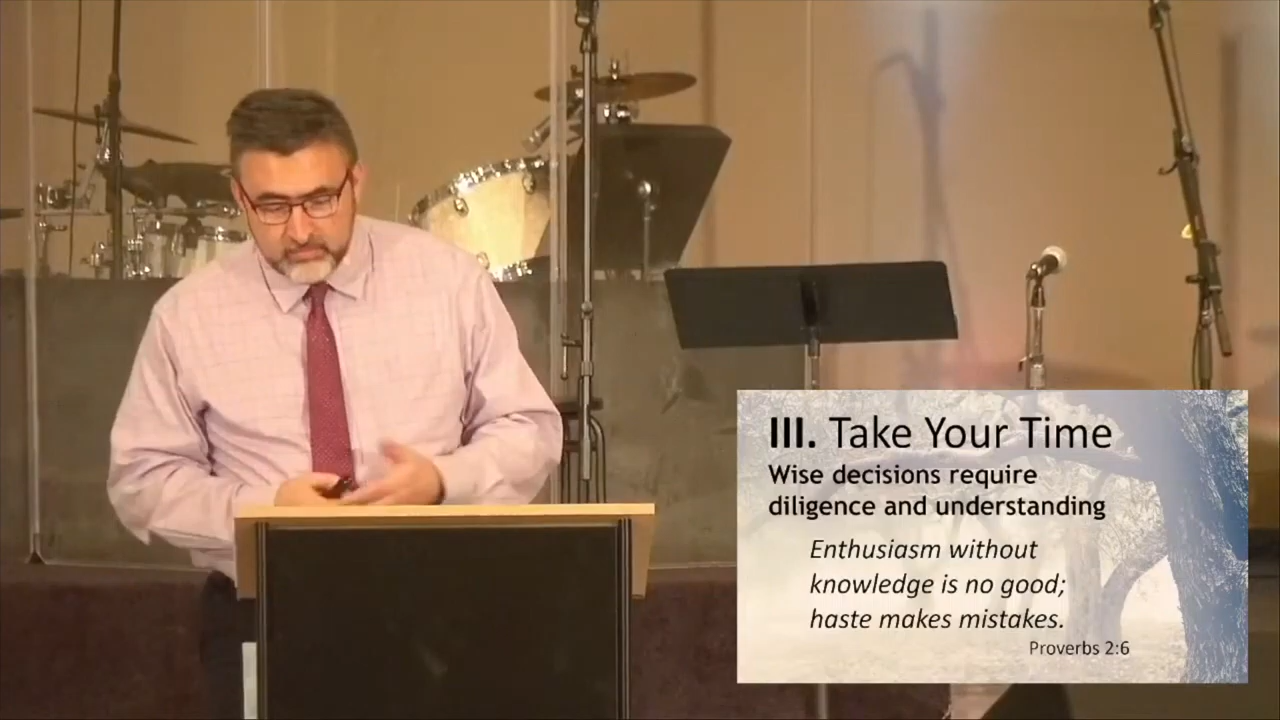 III. Take Your Time
Wise decisions require
diligence and understanding
Enthusiasm without
knowledge is no good;
haste makes mistakes.
Proverbs 2:6